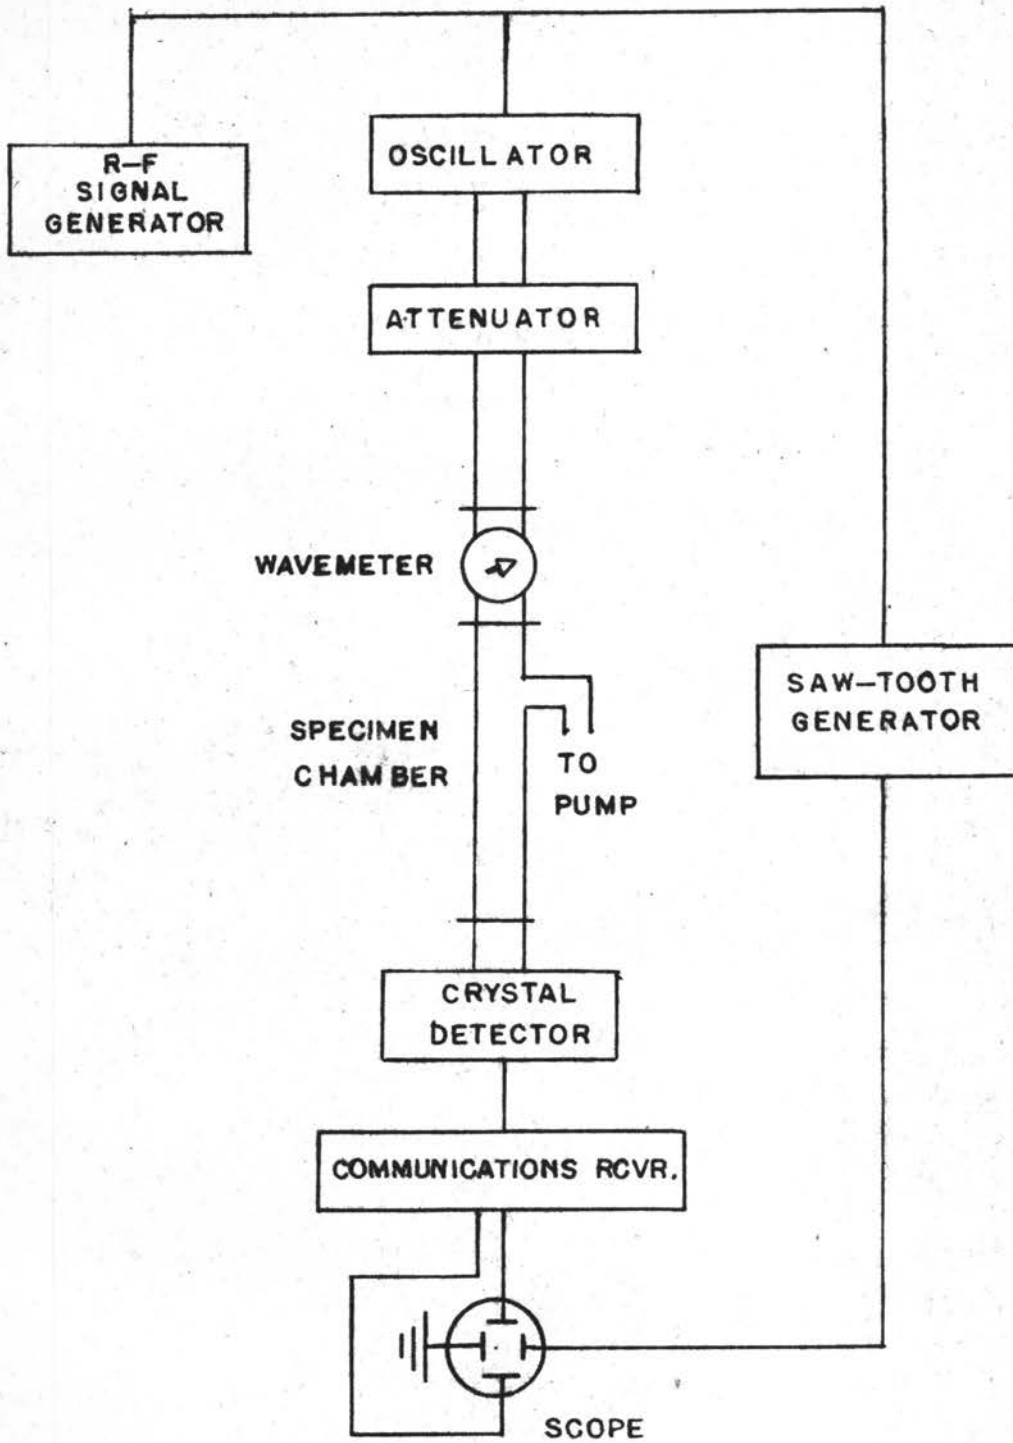 R-F
SIGNAL
GENERATOR
OSCILLATOR
ATTENUATOR
WAVEMETER
SPECIMEN
CHAMBER
TO
PUMP
SAW-TOOTH
GENERATOR
CRYSTAL
DETECTOR
COMMUNICATIONS RCVR.
SCOPE